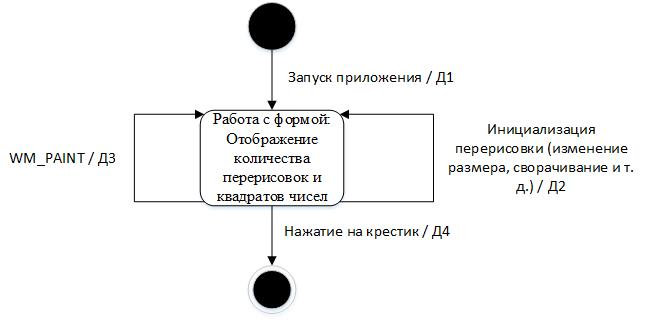 Запуск приложения / Д1
WM_PAINT / Д3
Работа с формой:
Отображение
количества
перерисовок и
квадратов чисел
Инициализация
перерисовки (изменение
размера, сворачивание и т.
д.) / Д2
Нажатие на крестик / Д4